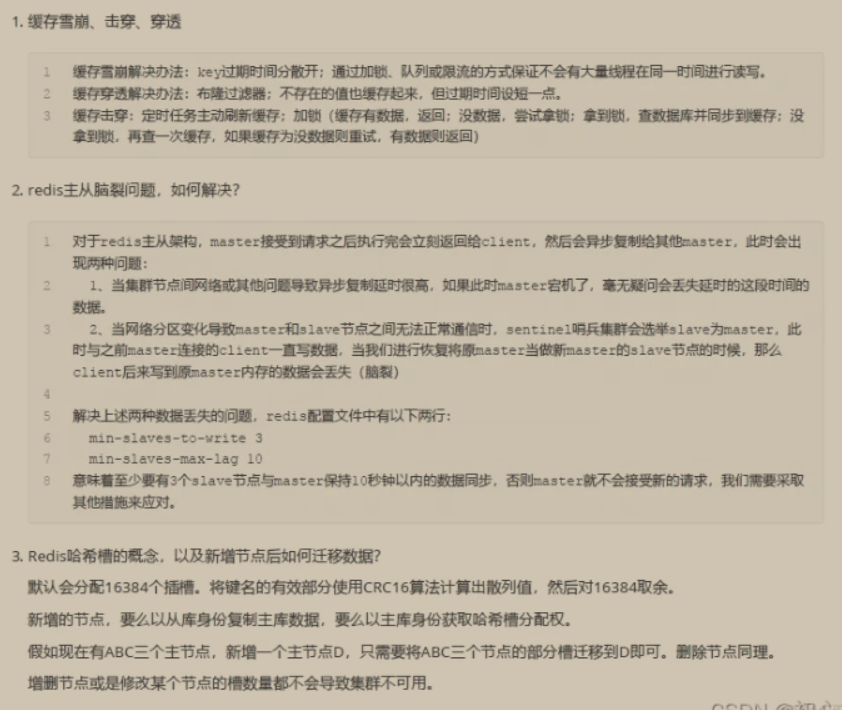 1. 缓存雪崩、击穿、穿透
1 缓存雪崩解决办法：key过期时间分散开；通过加锁、队列或限流的方式保证不会有大量线程在同一时间进行读写。
2 缓存穿透解决办法：布隆过滤器；不存在的值也缓存起来，但过期时间设短一点。
3 缓存击穿：定时任务主动刷新缓存；加锁（缓存有数据，返回；没数据，尝试拿锁；拿到锁，查数据库并同步到缓存；没
拿到锁，再查一次缓存，如果缓存为没数据则重试，有数据则返回）
2. redis主从脑裂问题，如何解决？
1 对于redis主从架构，master接受到请求之后执行完会立刻返回给client，然后会异步复制给其他master，此时会出
现两种问题：
2 1、当集群节点间网络或其他问题导致异步复制延时很高，如果此时master宕机了，毫无疑问会丢失延时的这段时间的
数据。
3 2、当网络分区变化导致master和slave节点之间无法正常通信时，sentinel哨兵集群会选举slave为master，此
时与之前master连接的client一直写数据，当我们进行恢复将原master当做新master的slave节点的时候，那么
client后来写到原master内存的数据会丢失（脑裂）
4
5 解决上述两种数据丢失的问题，redis配置文件中有以下两行：
6 min-slaves-to-write 3
7 min-slaves-max-lag 10
8 意味着至少要有3个slave节点与master保持10秒钟以内的数据同步，否则master就不会接受新的请求，我们需要采取
其他措施来应对。
3. Redis哈希槽的概念，以及新增节点后如何迁移数据？
默认会分配16384个插槽。将键名的有效部分使用CRC16算法计算出散列值，然后对16384取余。
新增的节点，要么以从库身份复制主库数据，要么以主库身份获取哈希槽分配权。
假如现在有ABC三个主节点，新增一个主节点D，只需要将ABC三个节点的部分槽迁移到D即可。删除节点同理。
增删节点或是修改某个节点的槽数量都不会导致集群不可用。